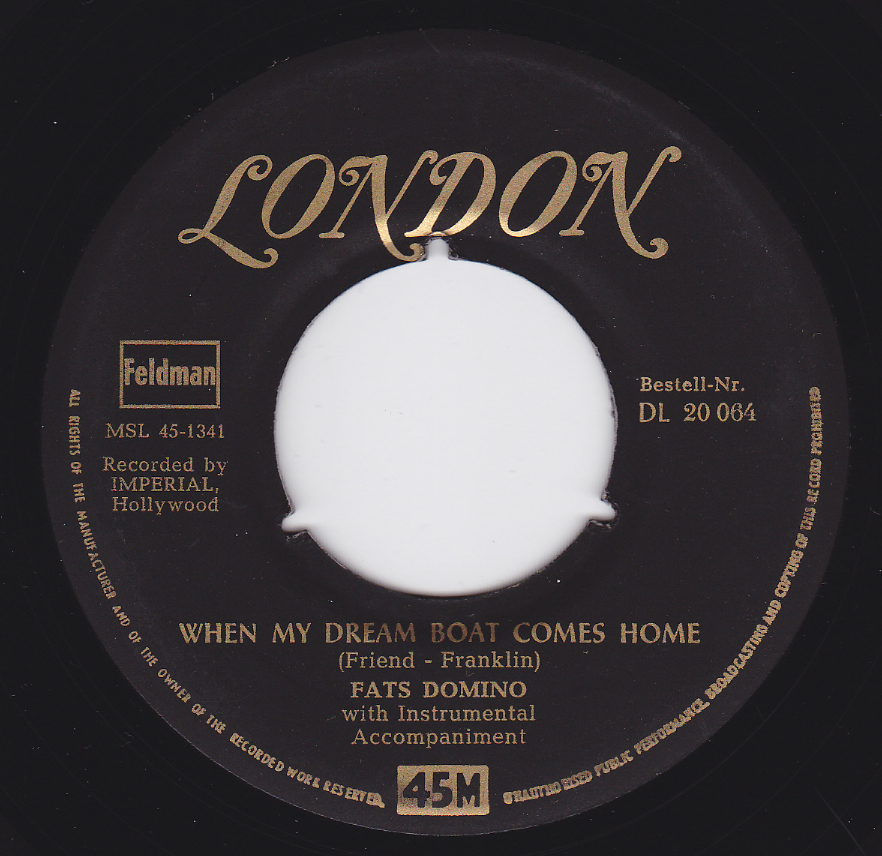 LONDON
Feldman
MSL 45-1341
Recorded by
IMPERIAL,
Hollywood
Bestell-Nr.
DL 20 064
WHEN MY DREAM BOAT COMES HOME
(Friend - Franklin)
FATS DOMINO
with Instrumental
Accompaniment
45M
ALL RIGHTS OF THE MANUFACTURER AND OF THE OWNER OF THE RECORDED WORK RESERVED.
UNAUTHORISED PUBLIC PERFORMANCE, BROADCASTING AND COPYING OF THIS RECORD PROHIBITED